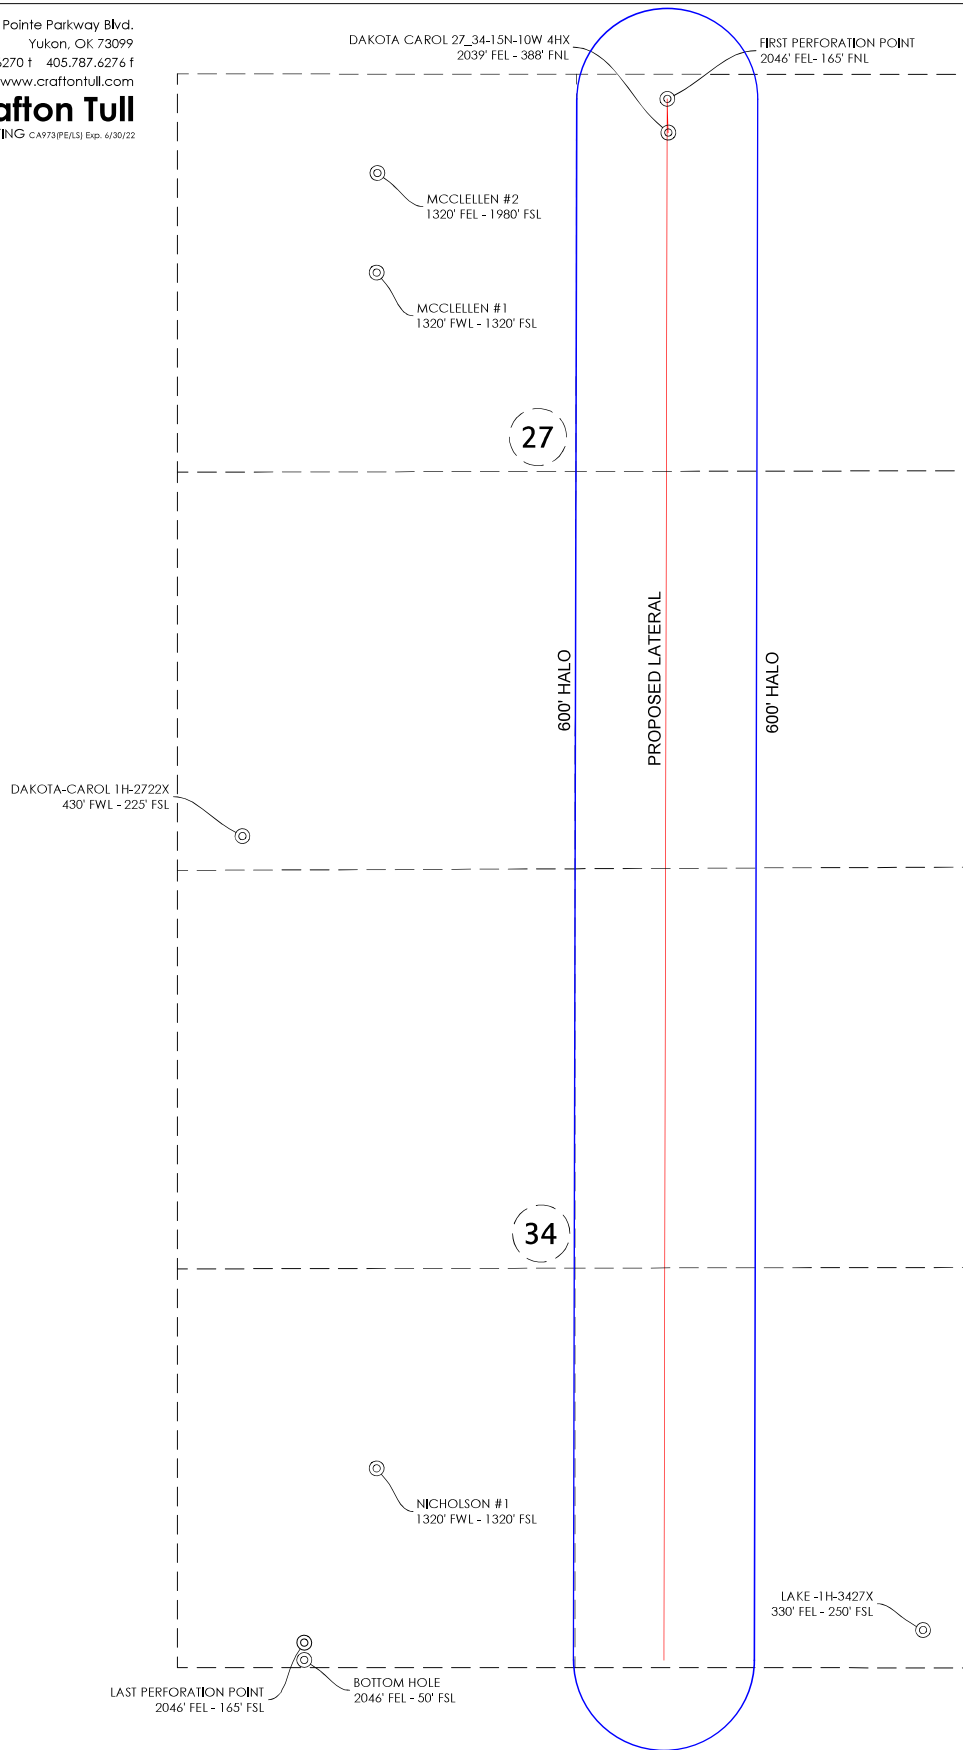 Pointe Parkway Blvd.
Yukon, OK 73099
6270 t 405.787.6276 f
www.craftontull.com
afton Tull
ING CA973(PE/LS) Exp. 6/30/22
DAKOTA CAROL 27_34-15N-10W 4HX
2039' FEL - 388' FNL
FIRST PERFORATION POINT
2046' FEL- 165' FNL
MCCLELLEN #2
1320' FEL - 1980' FSL
MCCLELLEN #1
1320' FWL - 1320' FSL
27
600' HALO
PROPOSED LATERAL
600' HALO
DAKOTA-CAROL 1H-2722X
430' FWL - 225' FSL
34
NICHOLSON #1
1320' FWL - 1320' FSL
LAKE -1H-3427X
330' FEL - 250' FSL
LAST PERFORATION POINT
2046' FEL - 165' FSL
BOTTOM HOLE
2046' FEL - 50' FSL